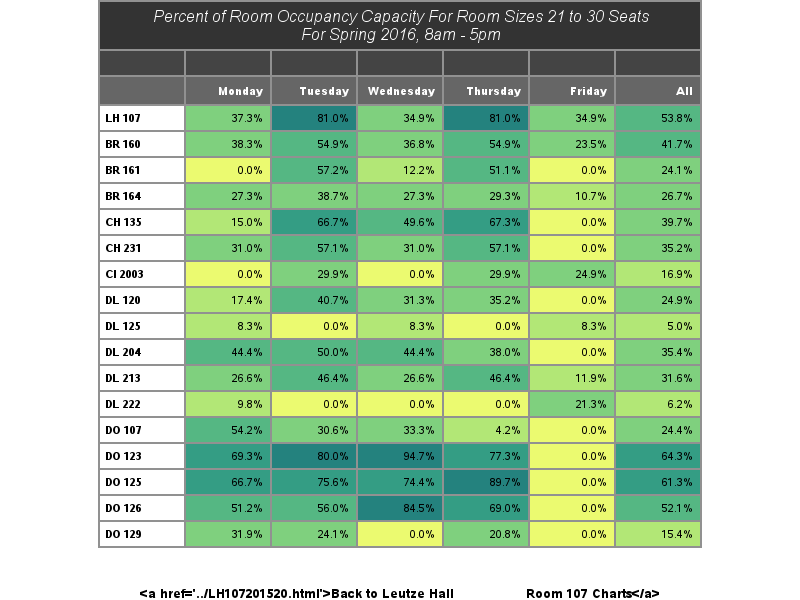 Percent of Room Occupancy Capacity For Room Sizes 21 to 30 Seats
For Spring 2016, 8am - 5pm
Monday Tuesday Wednesday Thursday Friday All
LH 107 37.3% 81.0% 34.9% 81.0% 34.9% 53.8%
BR 160 38.3% 54.9% 36.8% 54.9% 23.5% 41.7%
BR 161 0.0% 57.2% 12.2% 51.1% 0.0% 24.1%
BR 164 27.3% 38.7% 27.3% 29.3% 10.7% 26.7%
CH 135 15.0% 66.7% 49.6% 67.3% 0.0% 39.7%
CH 231 31.0% 57.1% 31.0% 57.1% 0.0% 35.2%
CI 2003 0.0% 29.9% 0.0% 29.9% 24.9% 16.9%
DL 120 17.4% 40.7% 31.3% 35.2% 0.0% 24.9%
DL 125 8.3% 0.0% 8.3% 0.0% 8.3% 5.0%
DL 204 44.4% 50.0% 44.4% 38.0% 0.0% 35.4%
DL 213 26.6% 46.4% 26.6% 46.4% 11.9% 31.6%
DL 222 9.8% 0.0% 0.0% 0.0% 21.3% 6.2%
DO 107 54.2% 30.6% 33.3% 4.2% 0.0% 24.4%
DO 123 69.3% 80.0% 94.7% 77.3% 0.0% 64.3%
DO 125 66.7% 75.6% 74.4% 89.7% 0.0% 61.3%
DO 126 51.2% 56.0% 84.5% 69.0% 0.0% 52.1%
DO 129 31.9% 24.1% 0.0% 20.8% 0.0% 15.4%
<a href='../LH107201520.html'>Back to Leutze Hall Room 107 Charts</a>